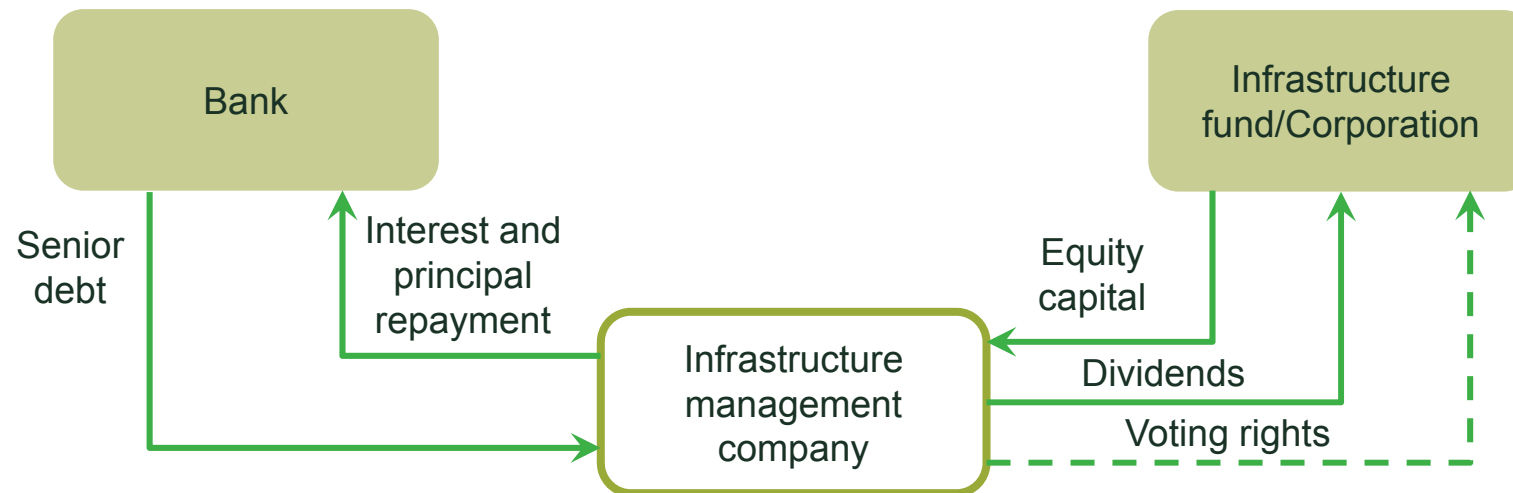 Bank
Infrastructure
fund/Corporation
Senior
debt
Interest and
principal
repayment
Equity
capital
Infrastructure
management
company
Dividends
Voting rights